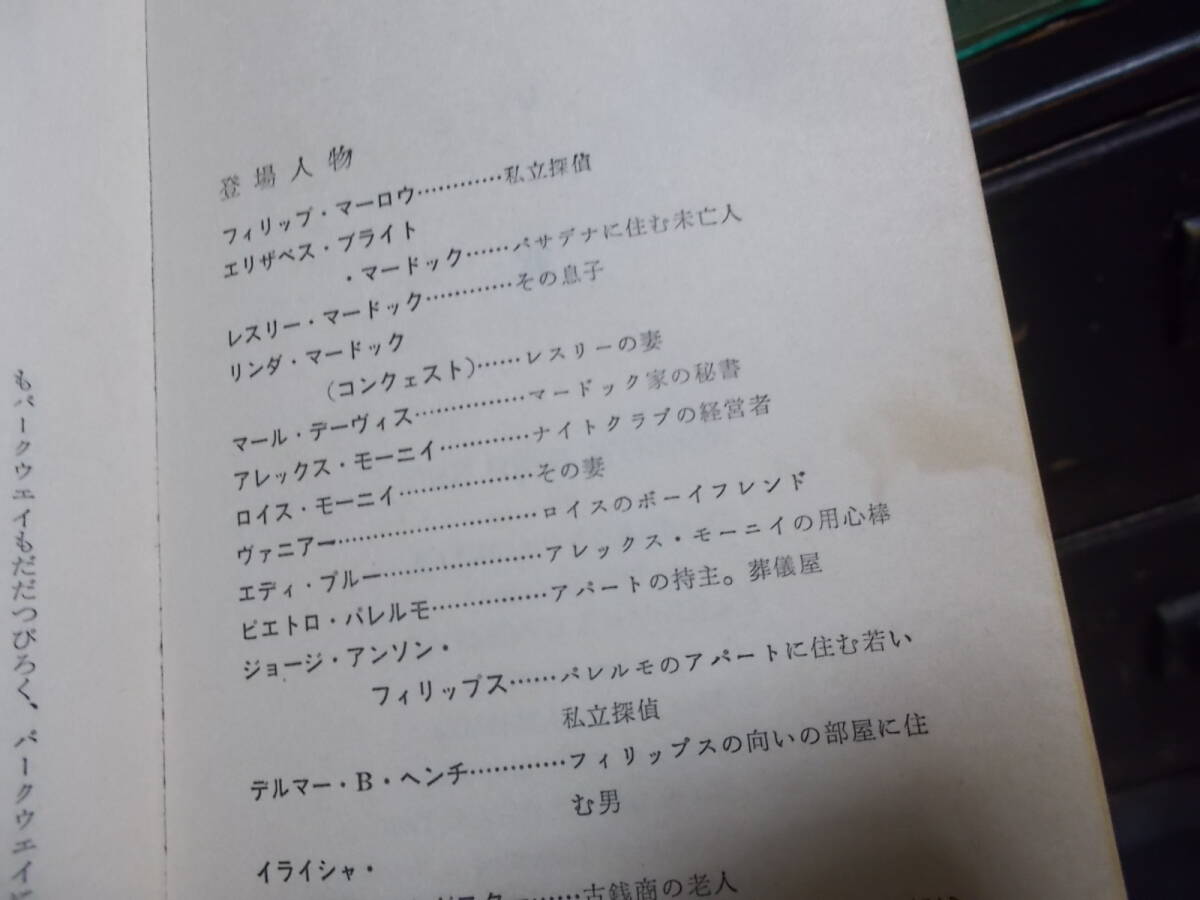 登場人物
フィリップ・マーロウ…………私立探偵
エリザベス・ブライト
・マードック……パサデナに住む未亡人
レスリー・マードック…………その息子
リンダ・マードック
(コンクェスト)……レスリーの妻
マール・デーヴィス……………マードック家の秘書
アレックス・モーニイ…………ナイトクラブの経営者
ロイス・モーニイ………………その妻
ヴァニアー………………………ロイスのボーイフレンド
エディ・プルー…………………アレックス・モーニイの用心棒
ピエトロ・パレルモ……………アパートの持主。葬儀屋
ジョージ・アンソン・
フィリップス……パレルモのアパートに住む若い
私立探偵
デルマー・B・ヘンチ…………フィリップスの向いの部屋に住
む男
イライシャ・
……古銭商の老人
もパークウエイもだだつびろく、パークウエイ